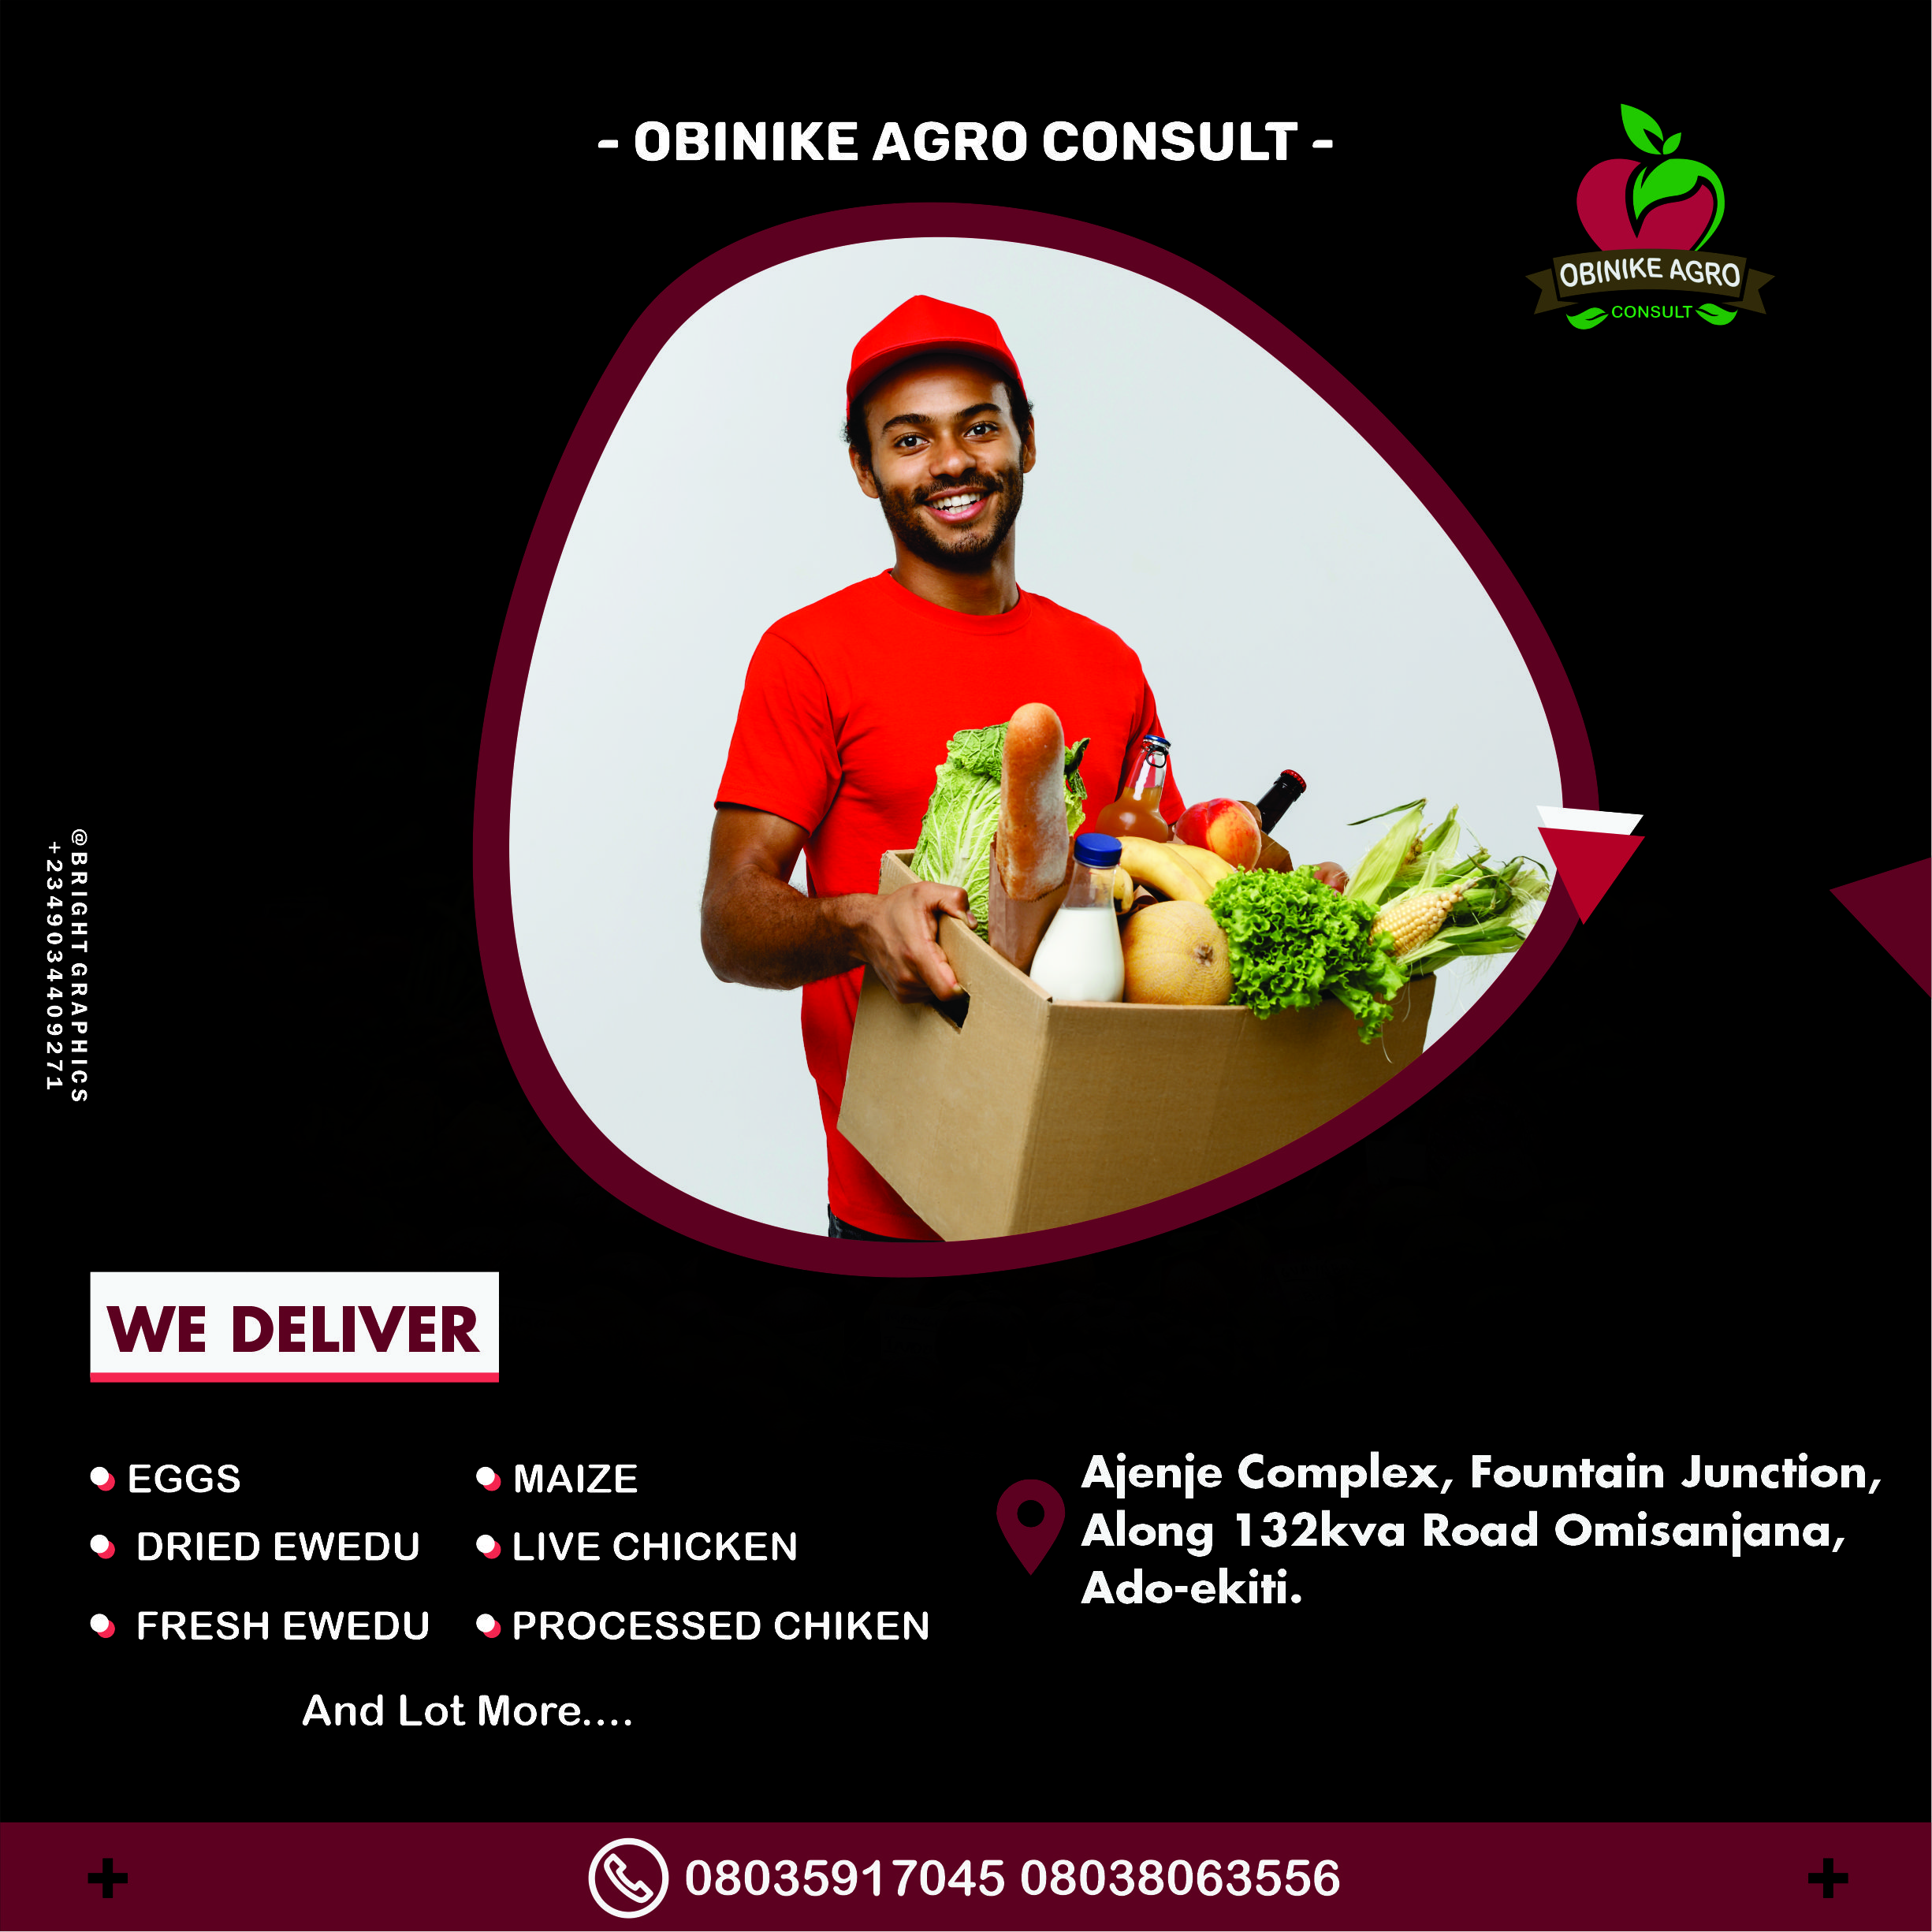 - OBINIKE AGRO CONSULT -
OBINIKE AGRO
CONSULT
@BRIGHT GRAPHICS
+2349034409271
WE DELIVER
EGGS
DRIED EWEDU
FRESH EWEDU
MAIZE
LIVE CHICKEN
PROCESSED CHIKEN
And Lot More....
Ajenje Complex, Fountain Junction,
Along 132kva Road Omisanjana,
Ado-ekiti.
08035917045 08038063556